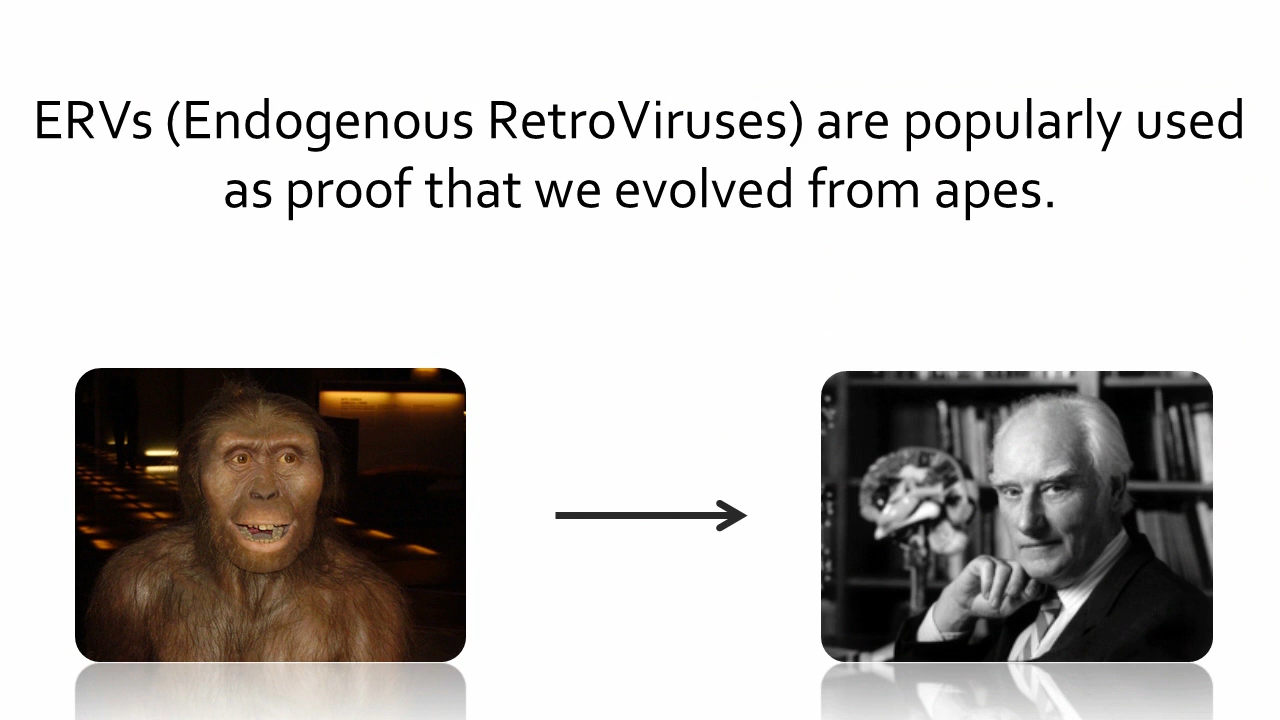 ERVs (Endogenous RetroViruses) are popularly used
as proof that we evolved from apes.